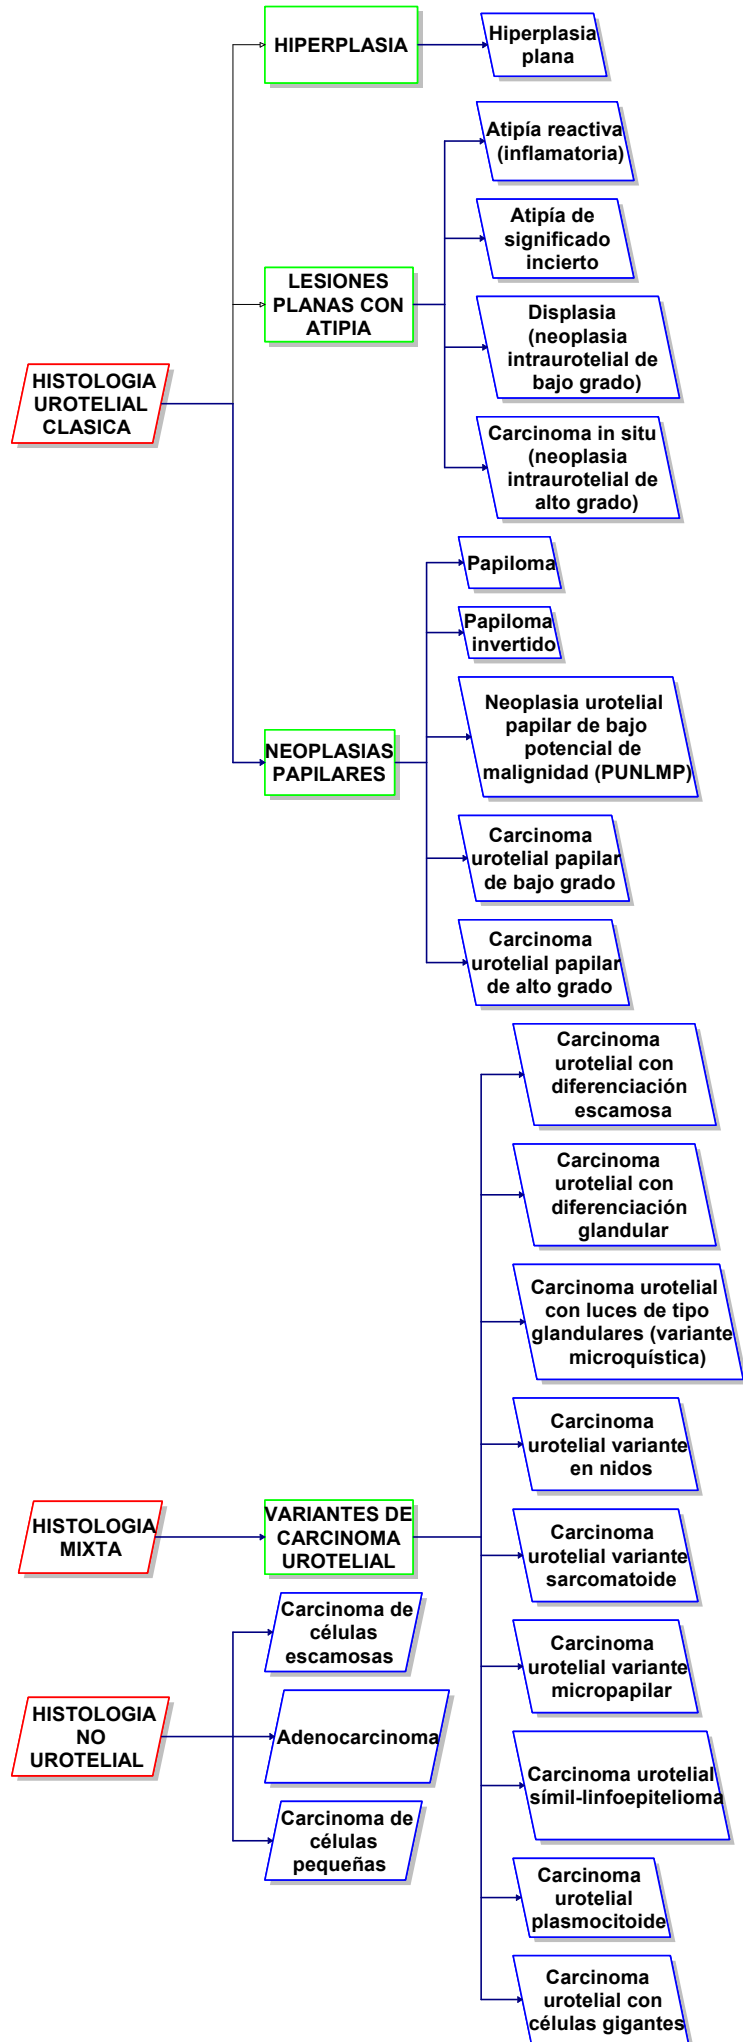 HIPERPLASIA
Hiperplasia
plana
Atipía reactiva
(inflamatoria)
Atipía de
significado
incierto
LESIONES
PLANAS CON
ATIPIA
Displasia
(neoplasia
intraurotelial de
bajo grado)
HISTOLOGIA
UROTELIAL
CLASICA
Carcinoma in situ
(neoplasia
intraurotelial de
alto grado)
Papiloma
Papiloma
invertido
Neoplasia urotelial
papilar de bajo
potencial de
malignidad (PUNLMP)
NEOPLASIAS
PAPILARES
Carcinoma
urotelial papilar
de bajo grado
Carcinoma
urotelial papilar
de alto grado
Carcinoma
urotelial con
diferenciación
escamosa
Carcinoma
urotelial con
diferenciación
glandular
Carcinoma urotelial
con luces de tipo
glandulares (variante
microquística)
Carcinoma
urotelial variante
en nidos
HISTOLOGIA
MIXTA
VARIANTES DE
CARCINOMA
UROTELIAL
Carcinoma
urotelial variante
sarcomatoide
Carcinoma de
células
escamosas
Carcinoma
urotelial variante
micropapilar
HISTOLOGIA
NO
UROTELIAL
Adenocarcinoma
Carcinoma urotelial
símil-linfoepitelioma
Carcinoma de
células
pequeñas
Carcinoma
urotelial
plasmocitoide
Carcinoma
urotelial con
células gigantes